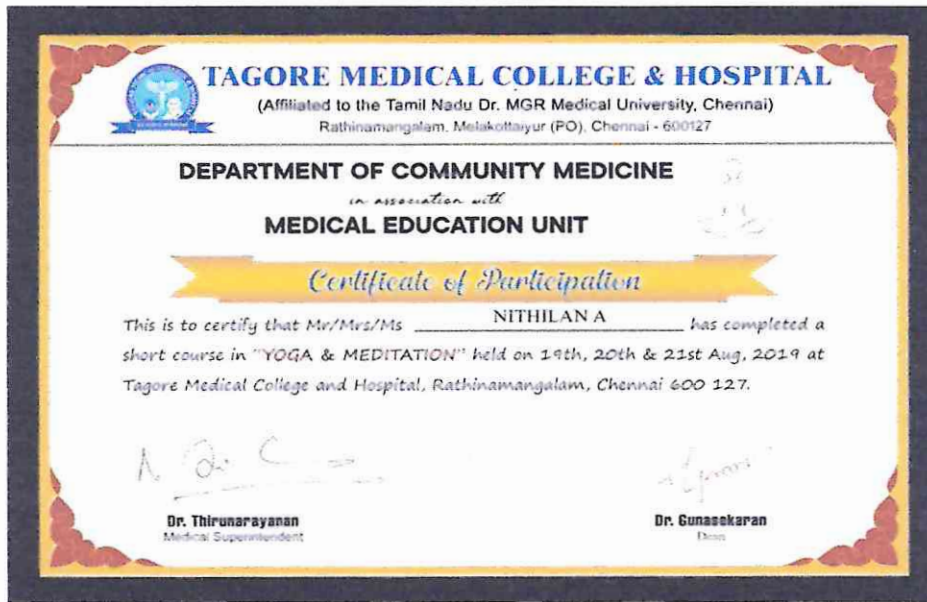 TAGORE MEDICAL COLLEGE & HOSPITAL
(Affiliated to the Tamil Nadu Dr. MGR Medical University, Chennai)
Rathinamangalam, Melakottaiyur (PO), Chennai - 600127
DEPARTMENT OF COMMUNITY MEDICINE
in association with
MEDICAL EDUCATION UNIT
Certificate of Participation
This is to certify that Mr/Mrs/Ms NITHILAN A has completed a
short course in "YOGA & MEDITATION" held on 19th, 20th & 21st Aug, 2019 at
Tagore Medical College and Hospital, Rathinamangalam, Chennai 600 127.
Dr. Thirunarayanan
Medical Superintendent
Dr. Gunasekaran
Dean